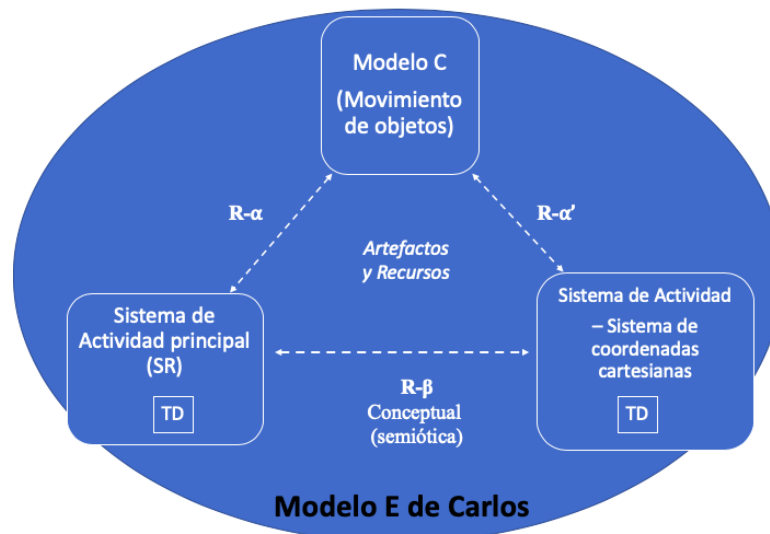 Modelo C
(Movimiento
de objetos)
R-α
R-α'
Artefactos
y Recursos
Sistema de
Actividad principal
(SR)
TD
Sistema de Actividad
– Sistema de
coordenadas
cartesianas
TD
R-β
Conceptual
(semiótica)
Modelo E de Carlos